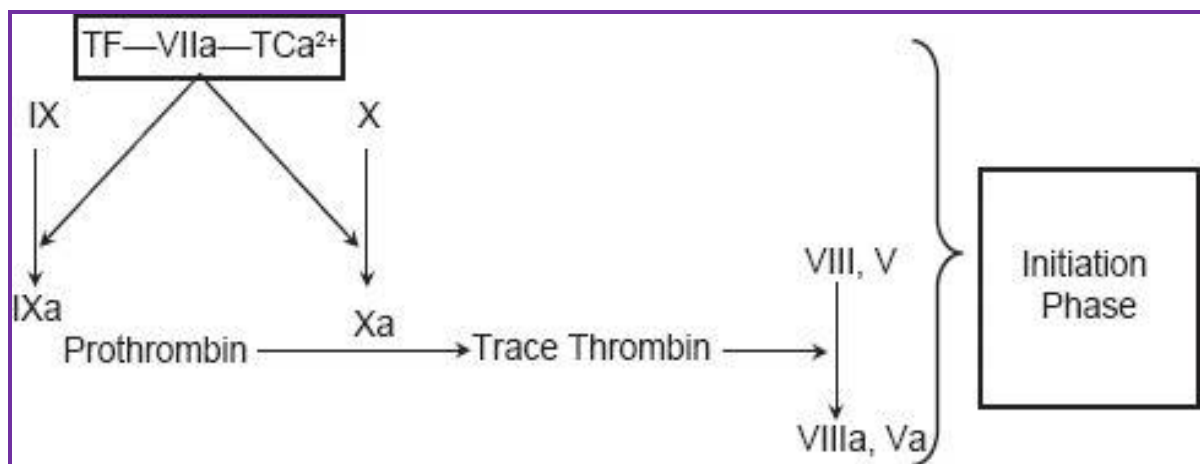 TF—VIIa—TCa²⁺
IX
X
IXa
Xa
Prothrombin
Trace Thrombin
VIII, V
VIIIa, Va
Initiation
Phase